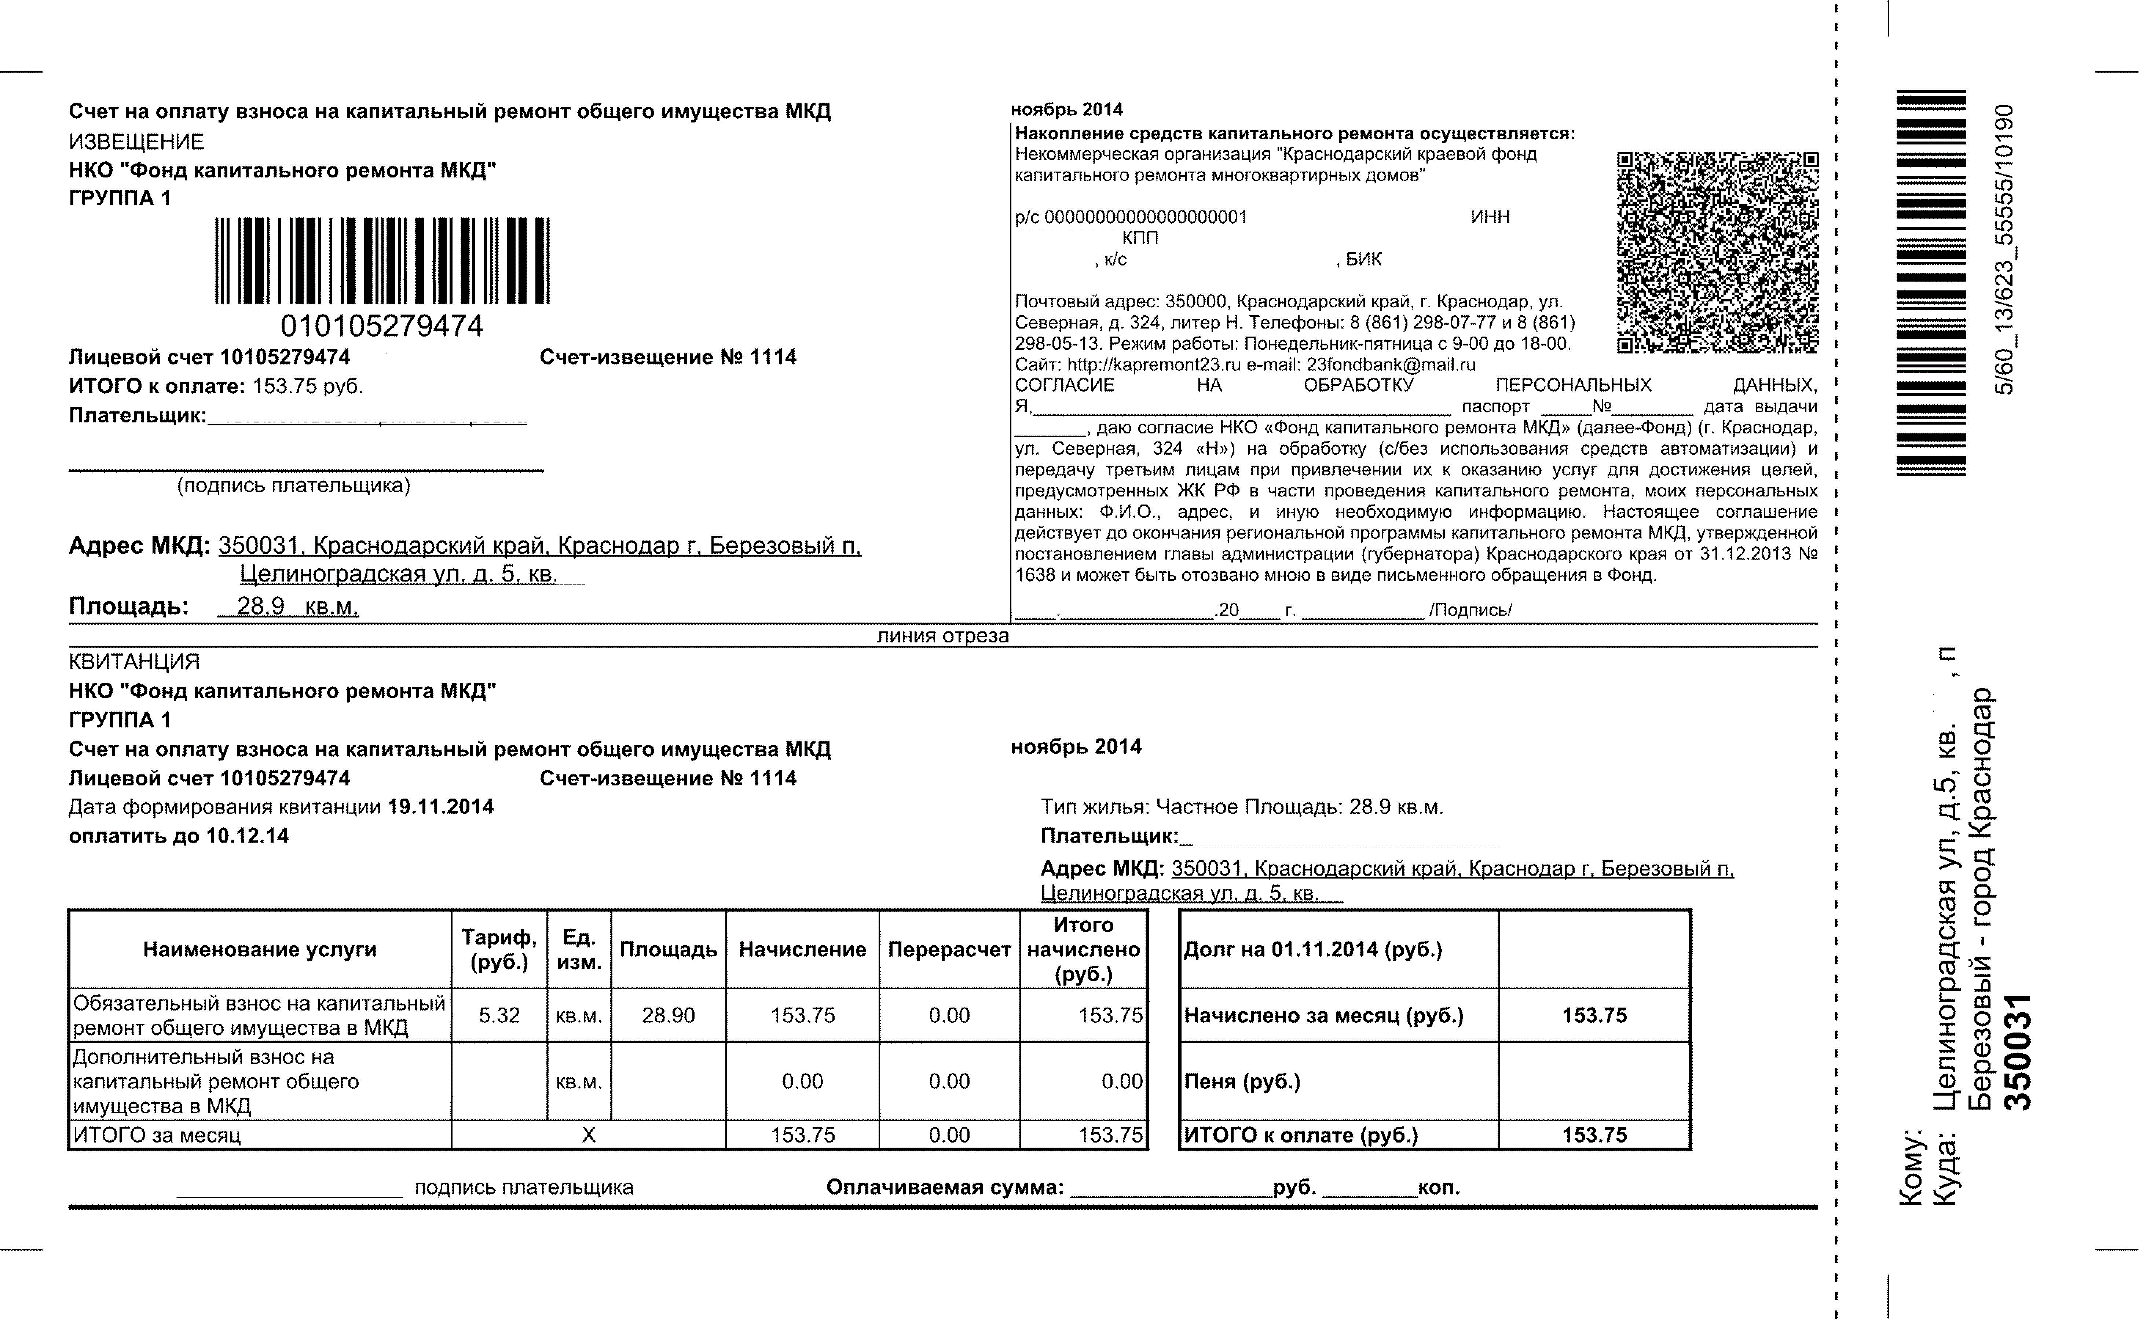 Счет на оплату взноса на капитальный ремонт общего имущества МКД
ИЗВЕЩЕНИЕ
НКО "Фонд капитального ремонта МКД"
ГРУППА 1
010105279474
Лицевой счет 10105279474 Счет-извещение № 1114
ИТОГО к оплате: 153.75 руб.
Плательщик:
(подпись плательщика)
Адрес МКД: 350031, Краснодарский край, Краснодар г, Березовый п,
Целиноградская ул, д. 5, кв.
Площадь: 28.9 кв.м.
ноябрь 2014
Накопление средств капитального ремонта осуществляется:
Некоммерческая организация "Краснодарский краевой фонд
капитального ремонта многоквартирных домов"
р/с 00000000000000000001 ИНН
КПП
, к/с , БИК
Почтовый адрес: 350000, Краснодарский край, г. Краснодар, ул.
Северная, д. 324, литер Н. Телефоны: 8 (861) 298-07-77 и 8 (861)
298-05-13. Режим работы: Понедельник-пятница с 9-00 до 18-00.
Сайт: http://kapremont23.ru e-mail: 23fondbank@mail.ru
СОГЛАСИЕ НА ОБРАБОТКУ ПЕРСОНАЛЬНЫХ ДАННЫХ,
Я,____ паспорт ____№____ дата выдачи
____, даю согласие НКО «Фонд капитального ремонта МКД» (далее-Фонд) (г. Краснодар,
ул. Северная, 324 «Н») на обработку (с/без использования средств автоматизации) и
передачу третьим лицам при привлечении их к оказанию услуг для достижения целей,
предусмотренных ЖК РФ в части проведения капитального ремонта, моих персональных
данных: Ф.И.О., адрес, и иную необходимую информацию. Настоящее соглашение
действует до окончания региональной программы капитального ремонта МКД, утвержденной
постановлением главы администрации (губернатора) Краснодарского края от 31.12.2013 №
1638 и может быть отозвано мною в виде письменного обращения в Фонд.
____.____.20____ г. ____ /Подпись/
линия отреза
КВИТАНЦИЯ
НКО "Фонд капитального ремонта МКД"
ГРУППА 1
Счет на оплату взноса на капитальный ремонт общего имущества МКД ноябрь 2014
Лицевой счет 10105279474 Счет-извещение № 1114
Дата формирования квитанции 19.11.2014
оплатить до 10.12.14
Тип жилья: Частное Площадь: 28.9 кв.м.
Плательщик:
Адрес МКД: 350031, Краснодарский край, Краснодар г, Березовый п,
Целиноградская ул, д. 5, кв.
Наименование услуги Тариф, (руб.) Ед. изм. Площадь Начисление Перерасчет Итого начислено (руб.)
Обязательный взнос на капитальный ремонт общего имущества в МКД 5.32 кв.м. 28.90 153.75 0.00 153.75
Дополнительный взнос на капитальный ремонт общего имущества в МКД кв.м. 0.00 0.00 0.00
ИТОГО за месяц X 153.75 0.00 153.75
Долг на 01.11.2014 (руб.)
Начислено за месяц (руб.) 153.75
Пеня (руб.)
ИТОГО к оплате (руб.) 153.75
____ подпись плательщика Оплачиваемая сумма: ____руб. ____коп.
5/60_13/623_55555/10190
Кому:
Куда: Целиноградская ул, д.5, кв. , п
Березовый - город Краснодар
350031